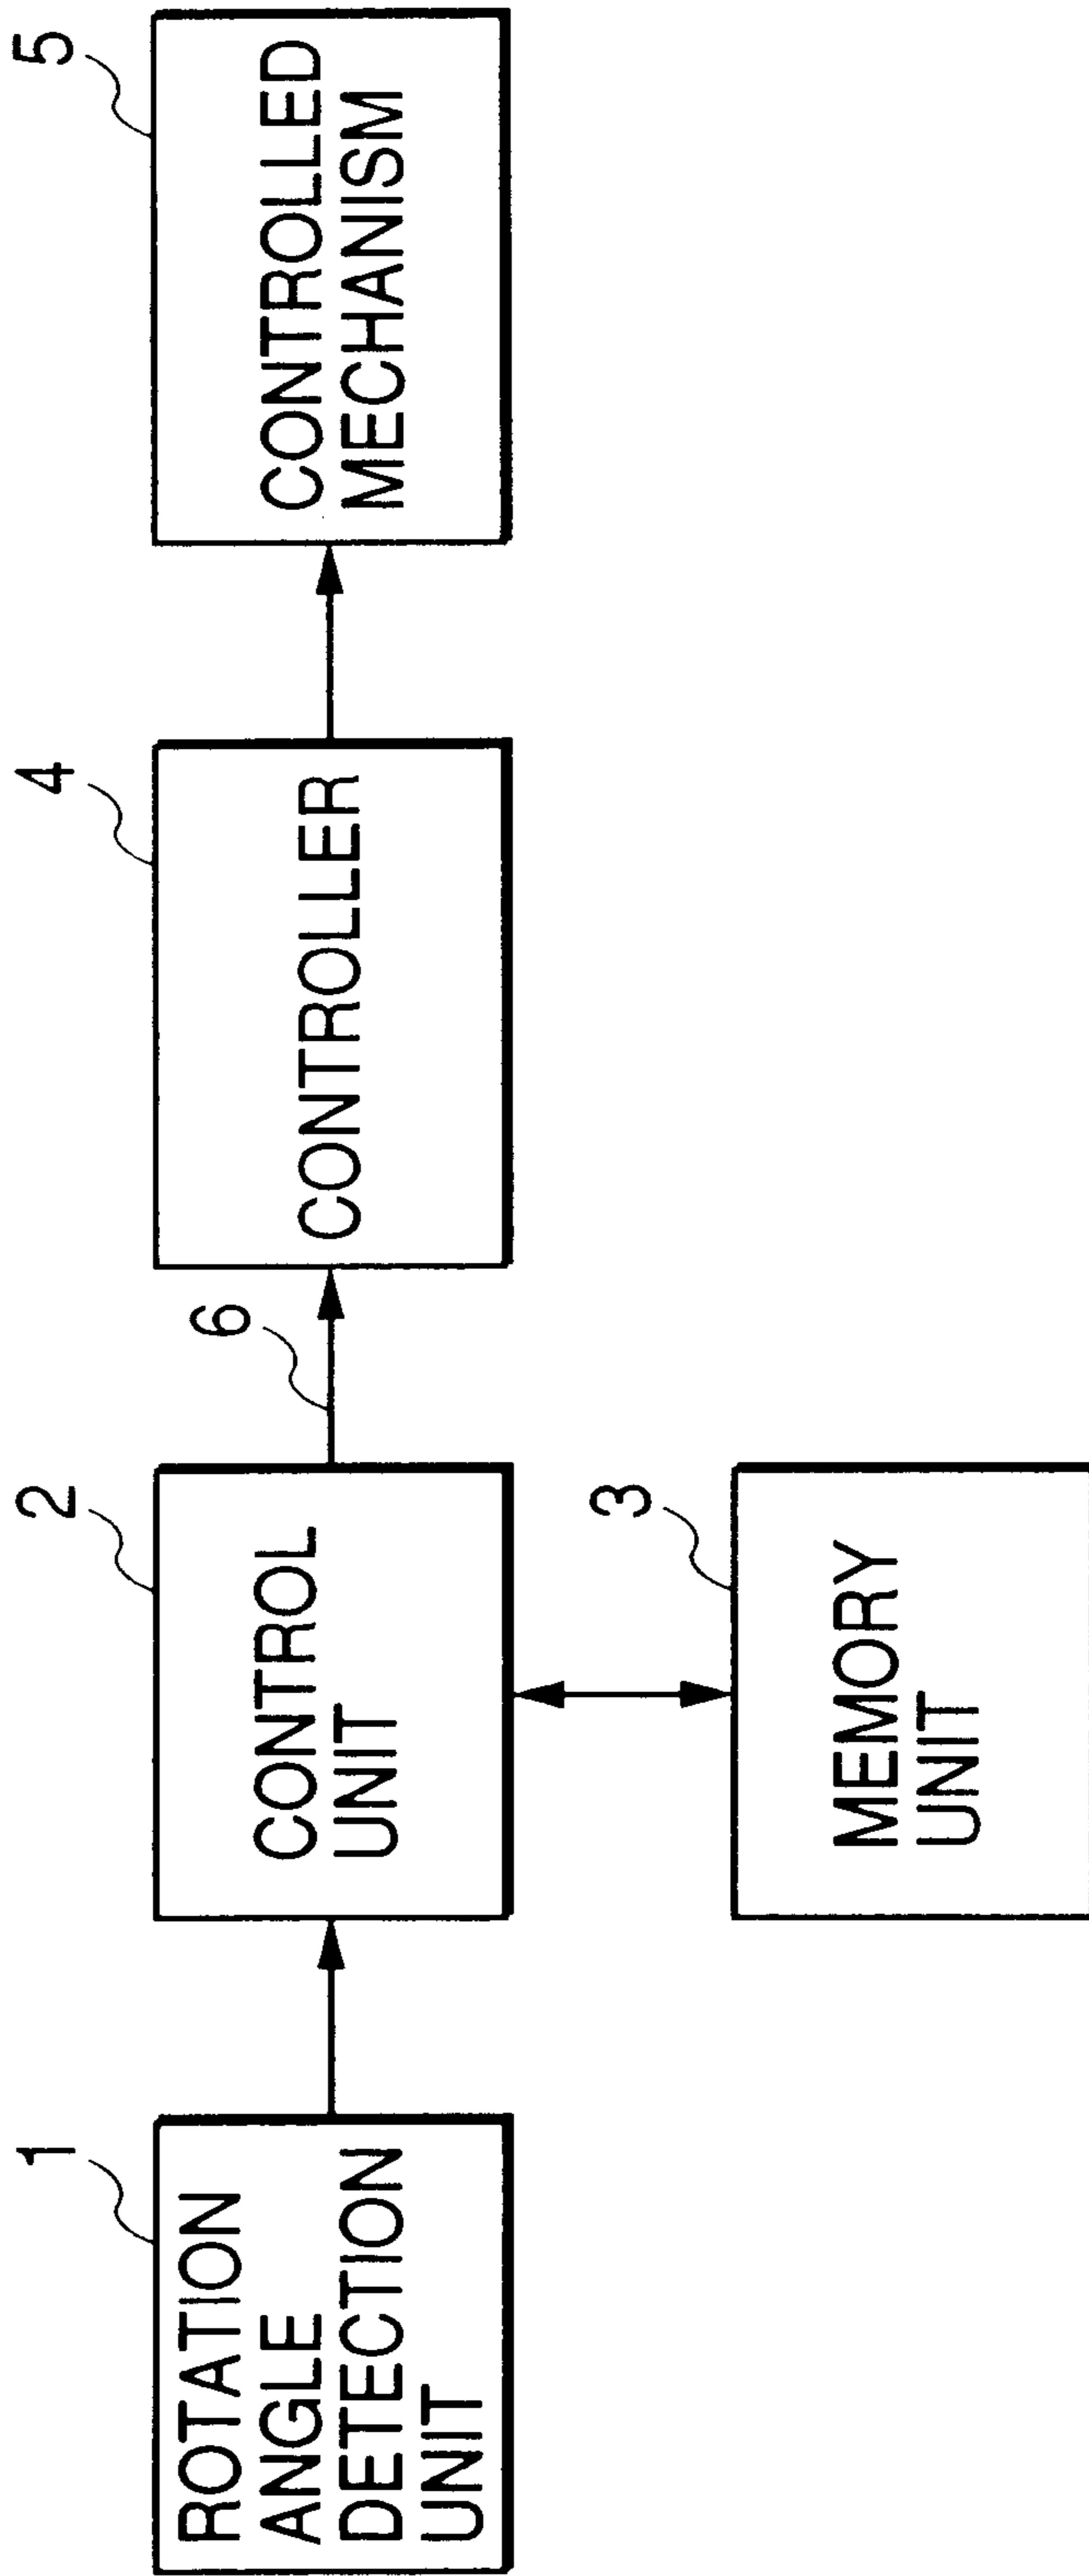 1
ROTATION
ANGLE
DETECTION
UNIT
2
CONTROL
UNIT
6
4
CONTROLLER
5
CONTROLLED
MECHANISM
3
MEMORY
UNIT